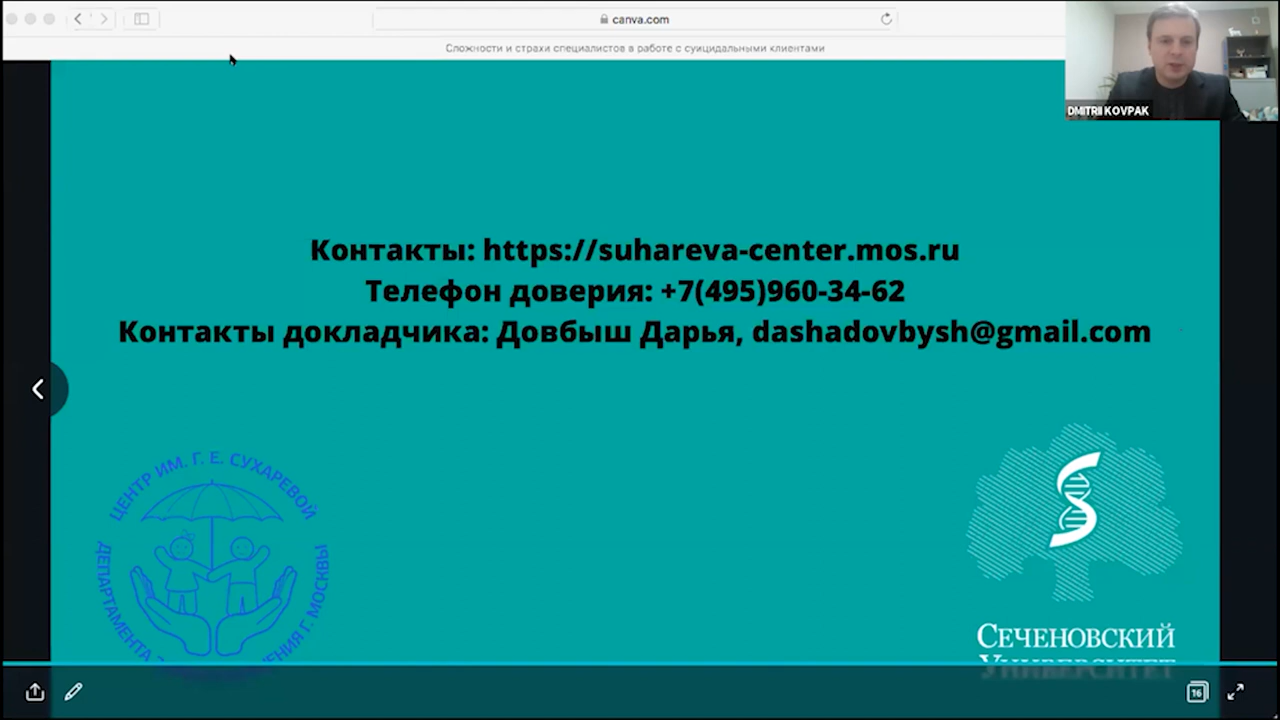 canva.com
Сложности и страхи специалистов в работе с суицидальными клиентами
DMITRII KOVPAK
Контакты: https://suhareva-center.mos.ru
Телефон доверия: +7(495)960-34-62
Контакты докладчика: Довбыш Дарья, dashadovbysh@gmail.com
ЦЕНТР ИМ. Г. Е. СУХАРЕВОЙ
ДЕПАРТАМЕНТА
Г. МОСКВЫ
СЕЧЕНОВСКИЙ
УНИВЕРСИТЕТ
16